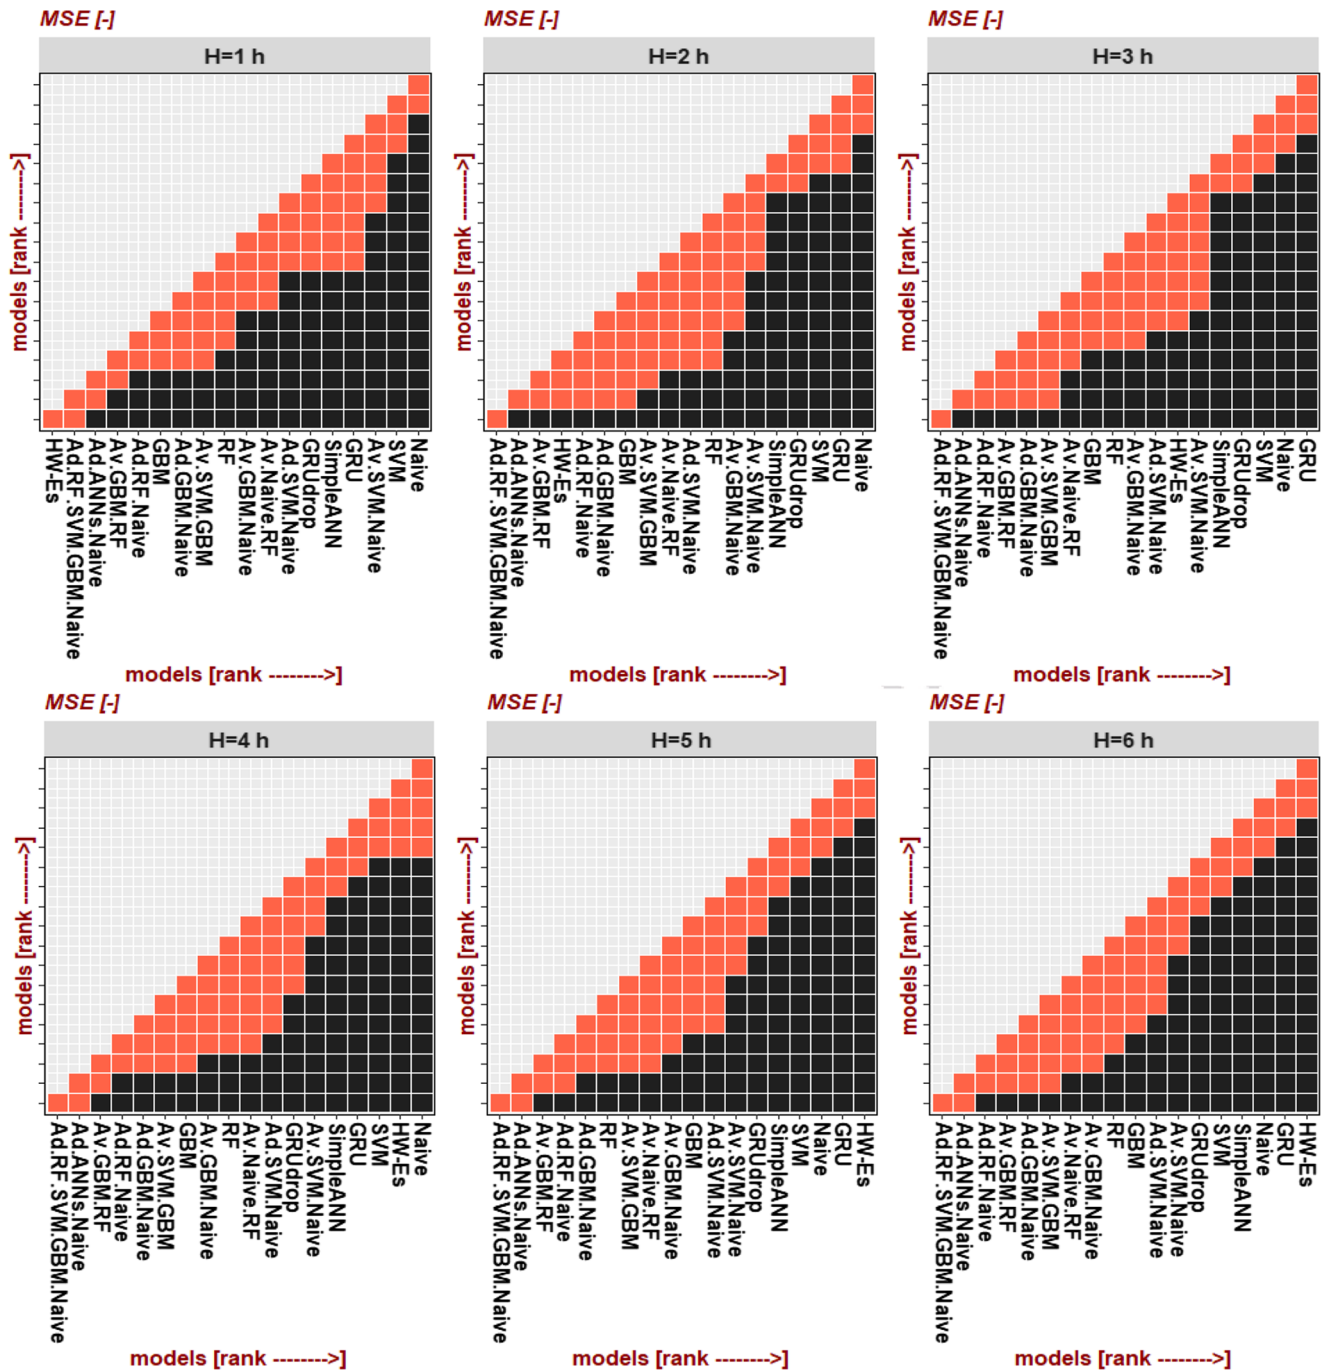 MSE [-]
H=1 h
models [rank -------->]
HW-Es
Ad.RF.SVM.GBM.Naive
Ad.ANNs.Naive
Av.GBM.RF
Ad.RF.Naive
GBM
Ad.GBM.Naive
Av.SVM.GBM
RF
Av.GBM.Naive
Av.Naive.RF
Ad.SVM.Naive
GRUdrop
SimpleANN
GRU
Av.SVM.Naive
SVM
Naive
models [rank -------->]
MSE [-]
H=2 h
models [rank -------->]
Ad.RF.SVM.GBM.Naive
Ad.ANNs.Naive
Av.GBM.RF
HW-Es
Ad.RF.Naive
Ad.GBM.Naive
GBM
Av.SVM.GBM
Av.Naive.RF
Ad.SVM.Naive
RF
Av.GBM.Naive
Av.SVM.Naive
SimpleANN
GRUdrop
SVM
GRU
Naive
models [rank -------->]
MSE [-]
H=3 h
models [rank -------->]
Ad.RF.SVM.GBM.Naive
Ad.ANNs.Naive
Ad.RF.Naive
Av.GBM.RF
Ad.GBM.Naive
Av.SVM.GBM
Av.Naive.RF
GBM
RF
Av.GBM.Naive
Ad.SVM.Naive
HW-Es
Av.SVM.Naive
SimpleANN
GRUdrop
SVM
Naive
GRU
models [rank -------->]
MSE [-]
H=4 h
models [rank -------->]
Ad.RF.SVM.GBM.Naive
Ad.ANNs.Naive
Av.GBM.RF
Ad.RF.Naive
Ad.GBM.Naive
Av.SVM.GBM
GBM
Av.GBM.Naive
RF
Av.Naive.RF
Ad.SVM.Naive
GRUdrop
Av.SVM.Naive
SimpleANN
GRU
SVM
HW-Es
Naive
models [rank -------->]
MSE [-]
H=5 h
models [rank -------->]
Ad.RF.SVM.GBM.Naive
Ad.ANNs.Naive
Av.GBM.RF
Ad.RF.Naive
Ad.GBM.Naive
RF
Av.SVM.GBM
Av.Naive.RF
Av.GBM.Naive
GBM
Ad.SVM.Naive
Av.SVM.Naive
GRUdrop
SimpleANN
SVM
Naive
GRU
HW-Es
models [rank -------->]
MSE [-]
H=6 h
models [rank -------->]
Ad.RF.SVM.GBM.Naive
Ad.ANNs.Naive
Ad.RF.Naive
Av.GBM.RF
Ad.GBM.Naive
Av.SVM.GBM
Av.Naive.RF
Av.GBM.Naive
RF
GBM
Ad.SVM.Naive
Av.SVM.Naive
GRUdrop
SVM
SimpleANN
Naive
GRU
HW-Es
models [rank -------->]